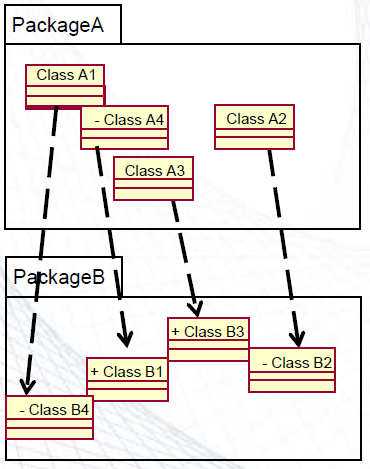 PackageA
Class A1
- Class A4
Class A2
Class A3
PackageB
+ Class B3
- Class B2
+ Class B1
- Class B4